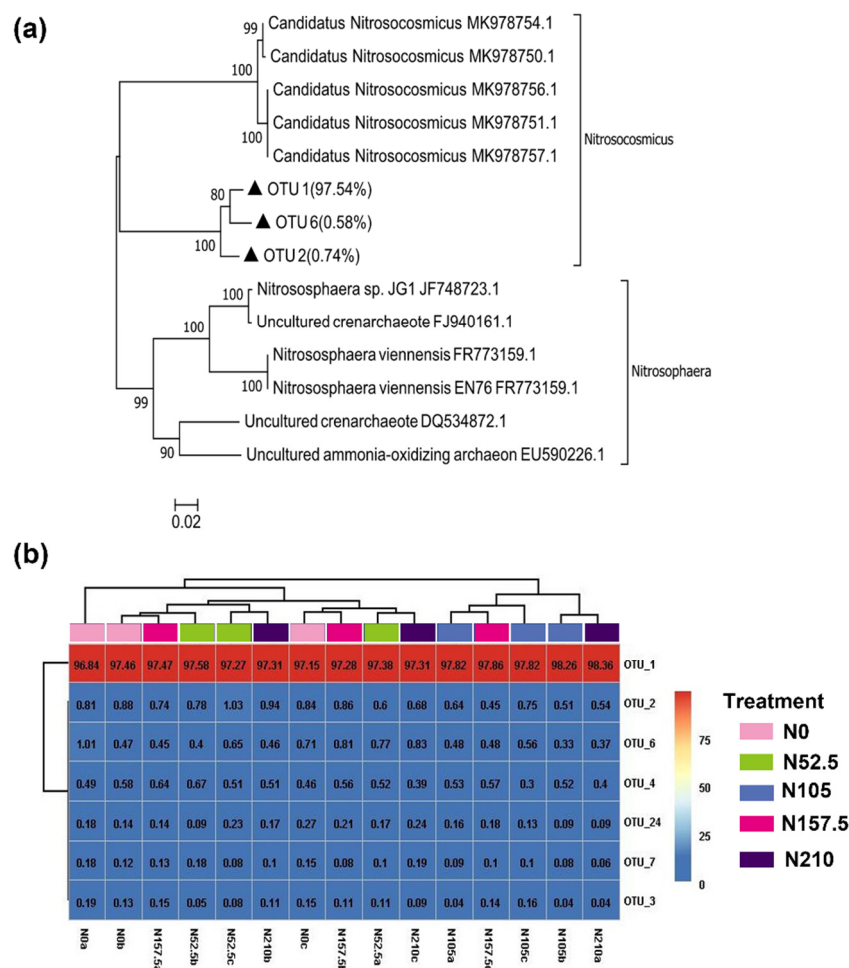 (a)
99
Candidatus Nitrosocosmicus MK978754.1
Candidatus Nitrosocosmicus MK978750.1
100
Candidatus Nitrosocosmicus MK978756.1
Candidatus Nitrosocosmicus MK978751.1
100
Candidatus Nitrosocosmicus MK978757.1
Nitrosocosmicus
80
OTU 1(97.54%)
OTU 6(0.58%)
100
OTU 2(0.74%)
100
Nitrososphaera sp. JG1 JF748723.1
Uncultured crenarchaeote FJ940161.1
100
Nitrososphaera viennensis FR773159.1
100
Nitrososphaera viennensis EN76 FR773159.1
Nitrosophaera
99
Uncultured crenarchaeote DQ534872.1
90
Uncultured ammonia-oxidizing archaeon EU590226.1
0.02
(b)
96.84 97.46 97.47 97.58 97.27 97.31 97.15 97.28 97.38 97.31 97.82 97.86 97.82 98.26 98.36 OTU_1
0.81 0.88 0.74 0.78 1.03 0.94 0.84 0.86 0.6 0.68 0.64 0.45 0.75 0.51 0.54 OTU_2
1.01 0.47 0.45 0.4 0.65 0.46 0.71 0.81 0.77 0.83 0.48 0.48 0.56 0.33 0.37 OTU_6
0.49 0.58 0.64 0.67 0.51 0.51 0.46 0.56 0.52 0.39 0.53 0.57 0.3 0.52 0.4 OTU_4
0.18 0.14 0.14 0.09 0.23 0.17 0.27 0.21 0.17 0.24 0.16 0.18 0.13 0.09 0.09 OTU_24
0.18 0.12 0.13 0.18 0.08 0.1 0.15 0.08 0.1 0.19 0.09 0.1 0.1 0.08 0.06 OTU_7
0.19 0.13 0.15 0.05 0.08 0.11 0.15 0.11 0.11 0.09 0.04 0.14 0.16 0.04 0.04 OTU_3
N0a N0b N157.5a N52.5b N52.5c N210b N0c N157.5b N52.5a N210c N105a N157.5c N105c N105b N210a
75
50
25
0
Treatment
N0
N52.5
N105
N157.5
N210